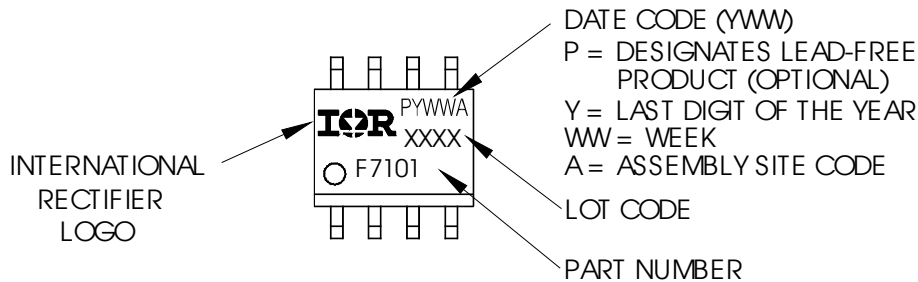 DATE CODE (YWW)
P = DESIGNATES LEAD-FREE
PRODUCT (OPTIONAL)
Y = LAST DIGIT OF THE YEAR
WW = WEEK
A = ASSEMBLY SITE CODE
LOT CODE
PART NUMBER
INTERNATIONAL
RECTIFIER
LOGO
IOR
PYWWA
XXXX
F7101